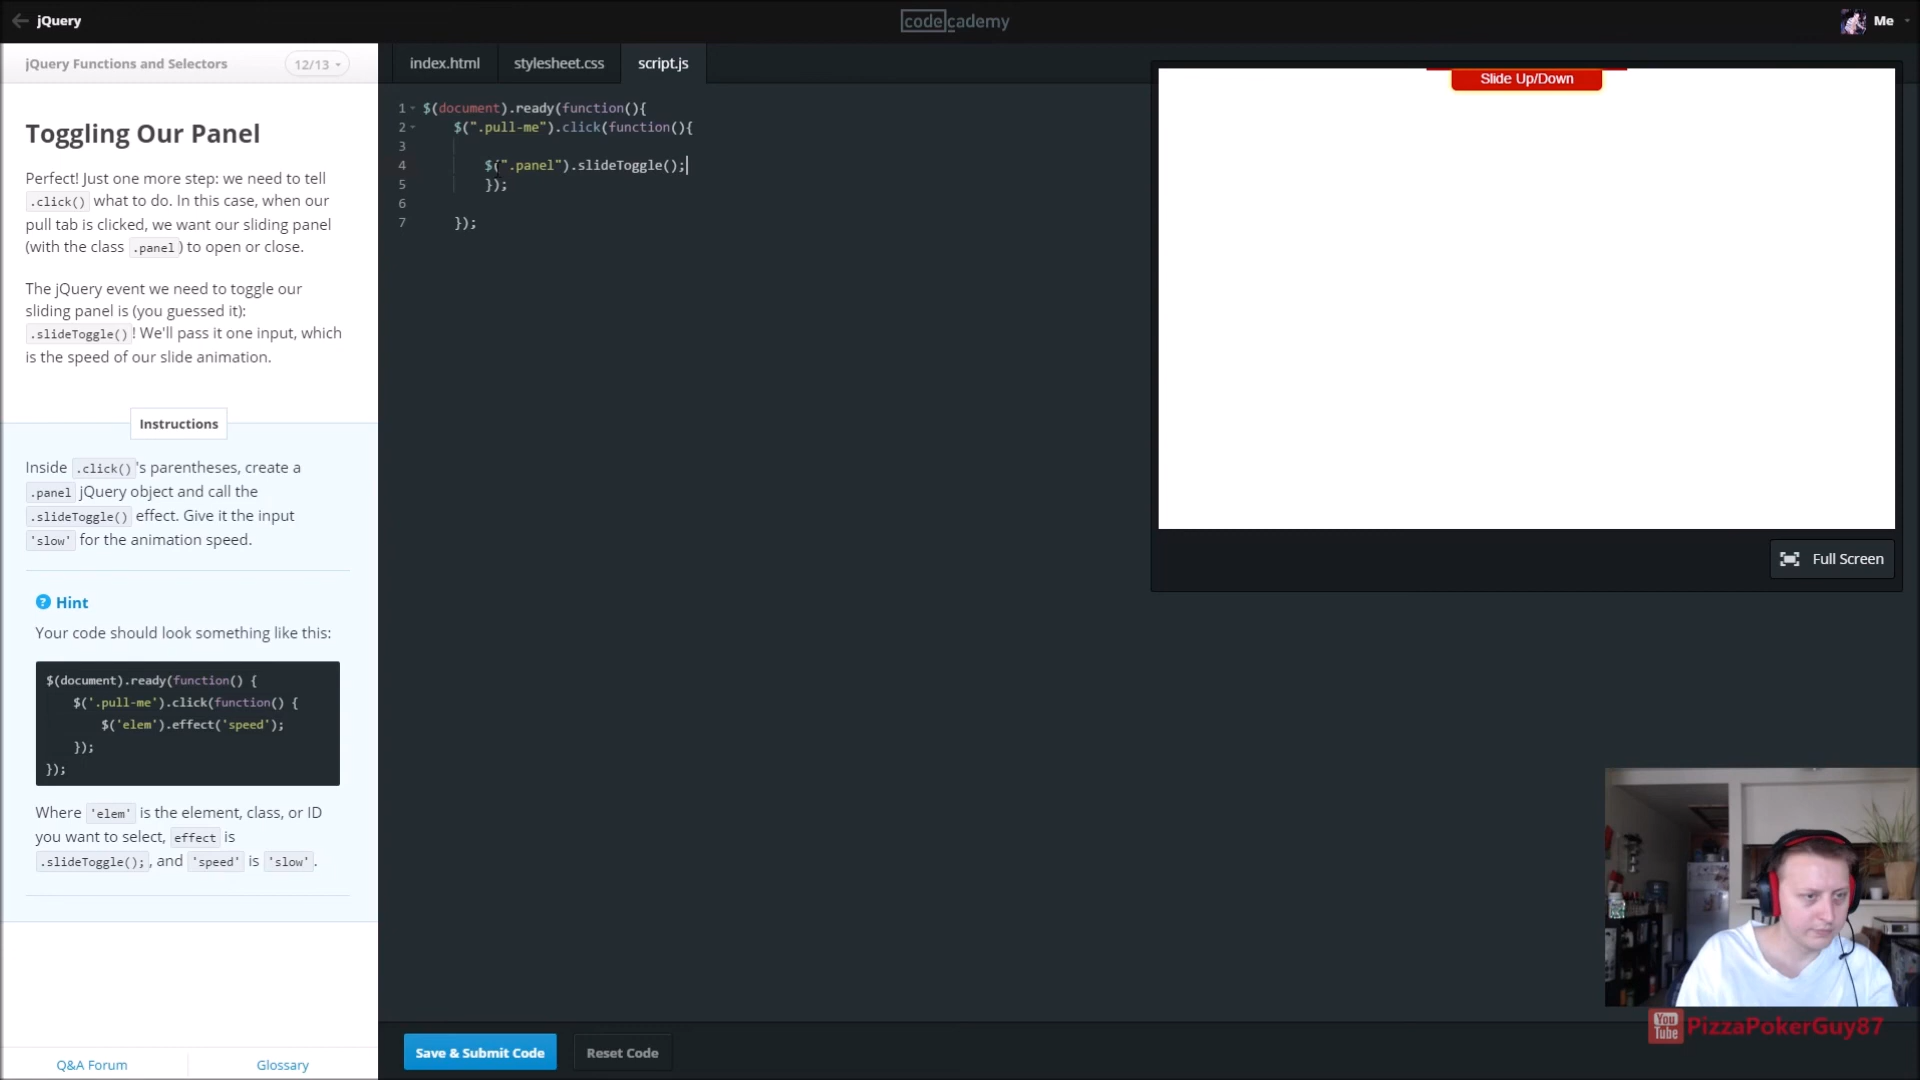 jQuery
codecademy
Me
jQuery Functions and Selectors
12/13
index.html
stylesheet.css
script.js
Toggling Our Panel
Perfect! Just one more step: we need to tell
.click() what to do. In this case, when our
pull tab is clicked, we want our sliding panel
(with the class .panel) to open or close.
The jQuery event we need to toggle our
sliding panel is (you guessed it):
.slideToggle()! We'll pass it one input, which
is the speed of our slide animation.
Instructions
Inside .click()'s parentheses, create a
.panel jQuery object and call the
.slideToggle() effect. Give it the input
'slow' for the animation speed.
Hint
Your code should look something like this:
$(document).ready(function() {
$('.pull-me').click(function() {
$('elem').effect('speed');
});
});
Where 'elem' is the element, class, or ID
you want to select, effect is
.slideToggle();, and 'speed' is 'slow'.
Q&A Forum
Glossary
1 $(document).ready(function(){
2 $(".pull-me").click(function(){
3
4 $(".panel").slideToggle();
5 });
6
7 });
Slide Up/Down
Full Screen
Save & Submit Code
Reset Code
You Tube PizzaPokerGuy87